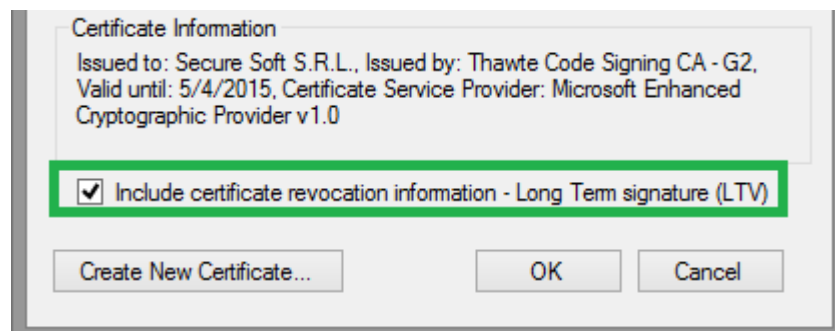 Certificate Information
Issued to: Secure Soft S.R.L., Issued by: Thawte Code Signing CA - G2,
Valid until: 5/4/2015, Certificate Service Provider: Microsoft Enhanced
Cryptographic Provider v1.0
Include certificate revocation information - Long Term signature (LTV)
Create New Certificate... OK Cancel